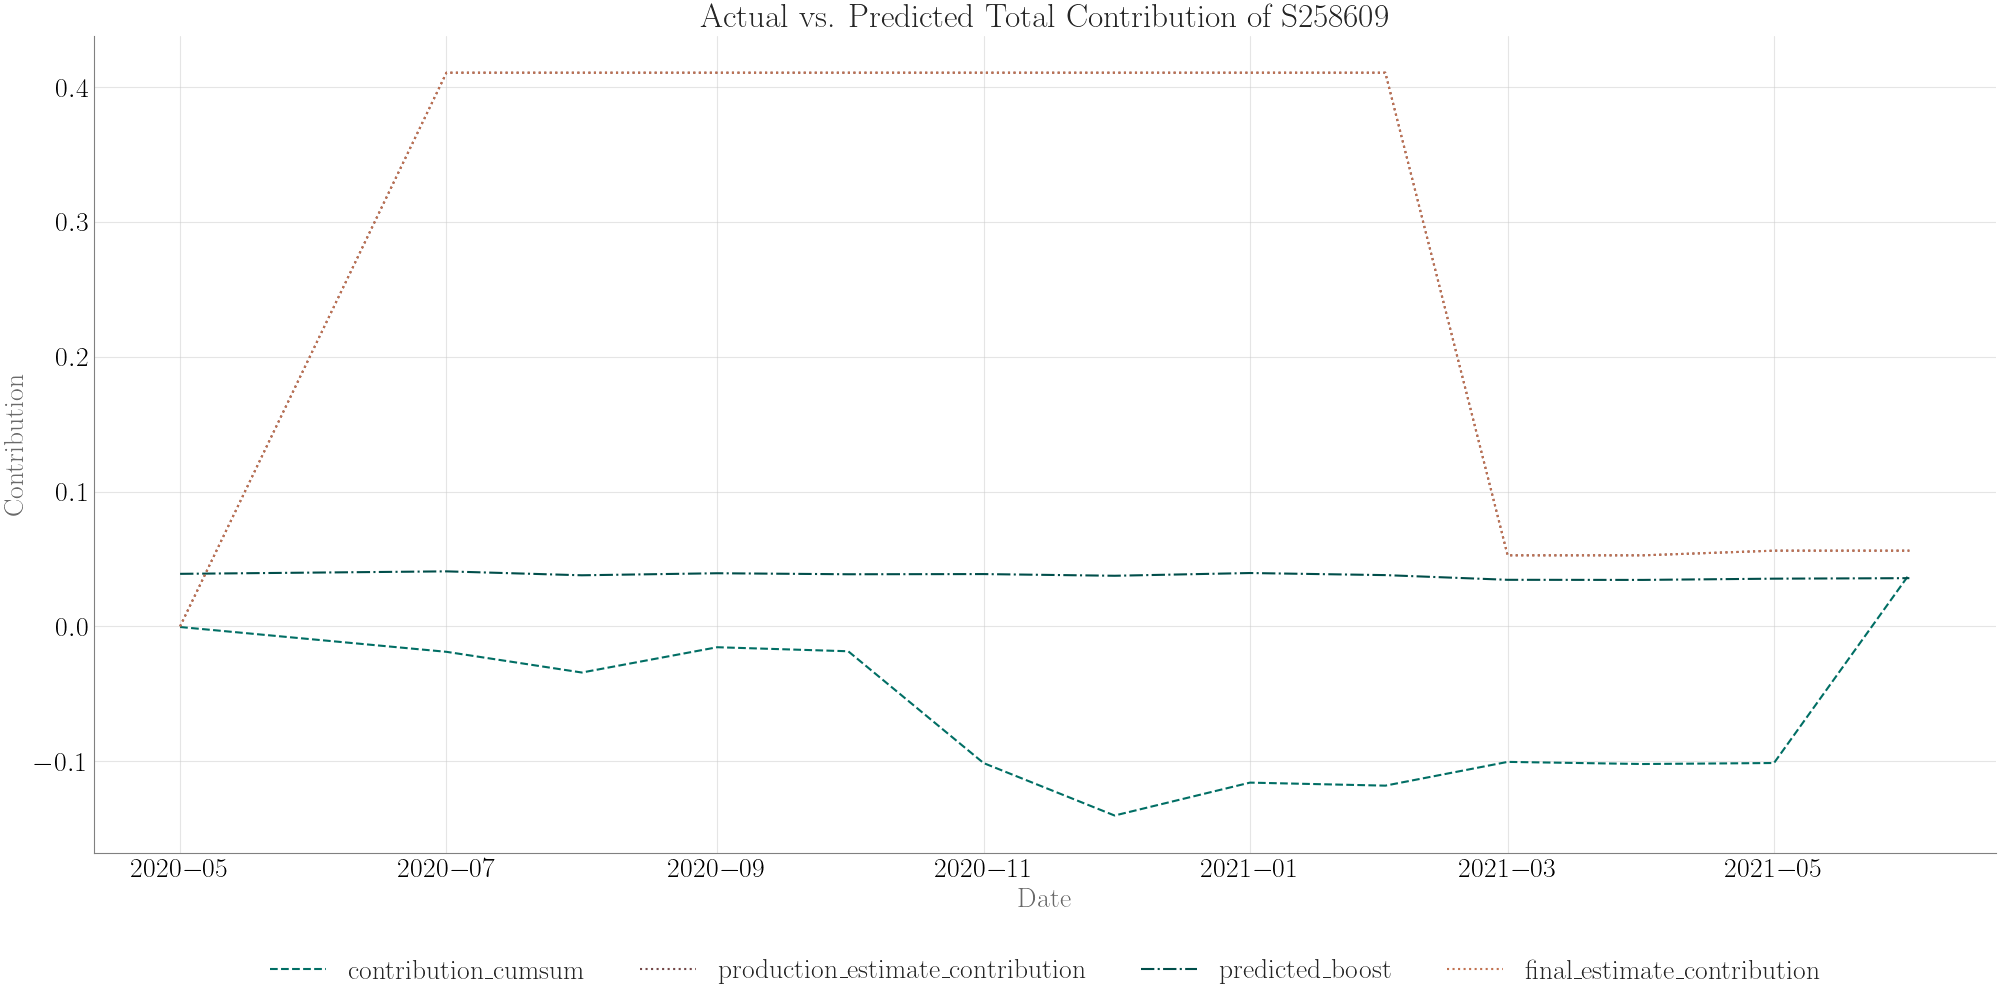 Actual vs. Predicted Total Contribution of S258609
Contribution
0.4
0.3
0.2
0.1
0.0
−0.1
2020−05 2020−07 2020−09 2020−11 2021−01 2021−03 2021−05
Date
contribution_cumsum production_estimate_contribution predicted_boost final_estimate_contribution